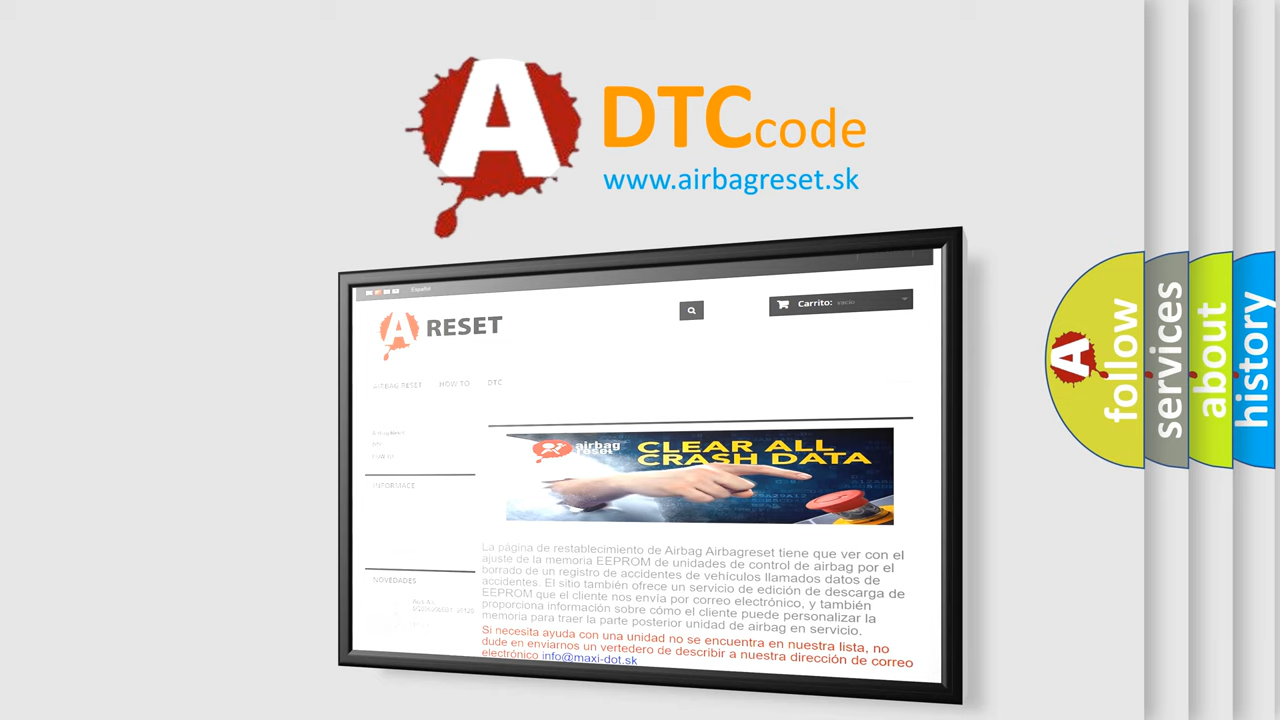 A
DTCcode
www.airbagreset.sk
Español
A RESET
Carrito: vacío
AIRBAG RESET HOW TO DTC
INFORMACE
NOVEDADES
airbag
reset
CLEAR ALL
CRASH DATA
La página de restablecimiento de Airbag Airbagreset tiene que ver con el
ajuste de la memoria EEPROM de unidades de control de airbag por el
borrado de un registro de accidentes de vehículos llamados datos de
accidentes. El sitio también ofrece un servicio de edición de descarga de
EEPROM que el cliente nos envía por correo electrónico, y también
proporciona información sobre cómo el cliente puede personalizar la
memoria para traer la parte posterior unidad de airbag en servicio.
Si necesita ayuda con una unidad no se encuentra en nuestra lista, no
dude en enviarnos un vertedero de describir a nuestra dirección de correo
electrónico info@maxi-dot.sk
A
follow
services
about
history